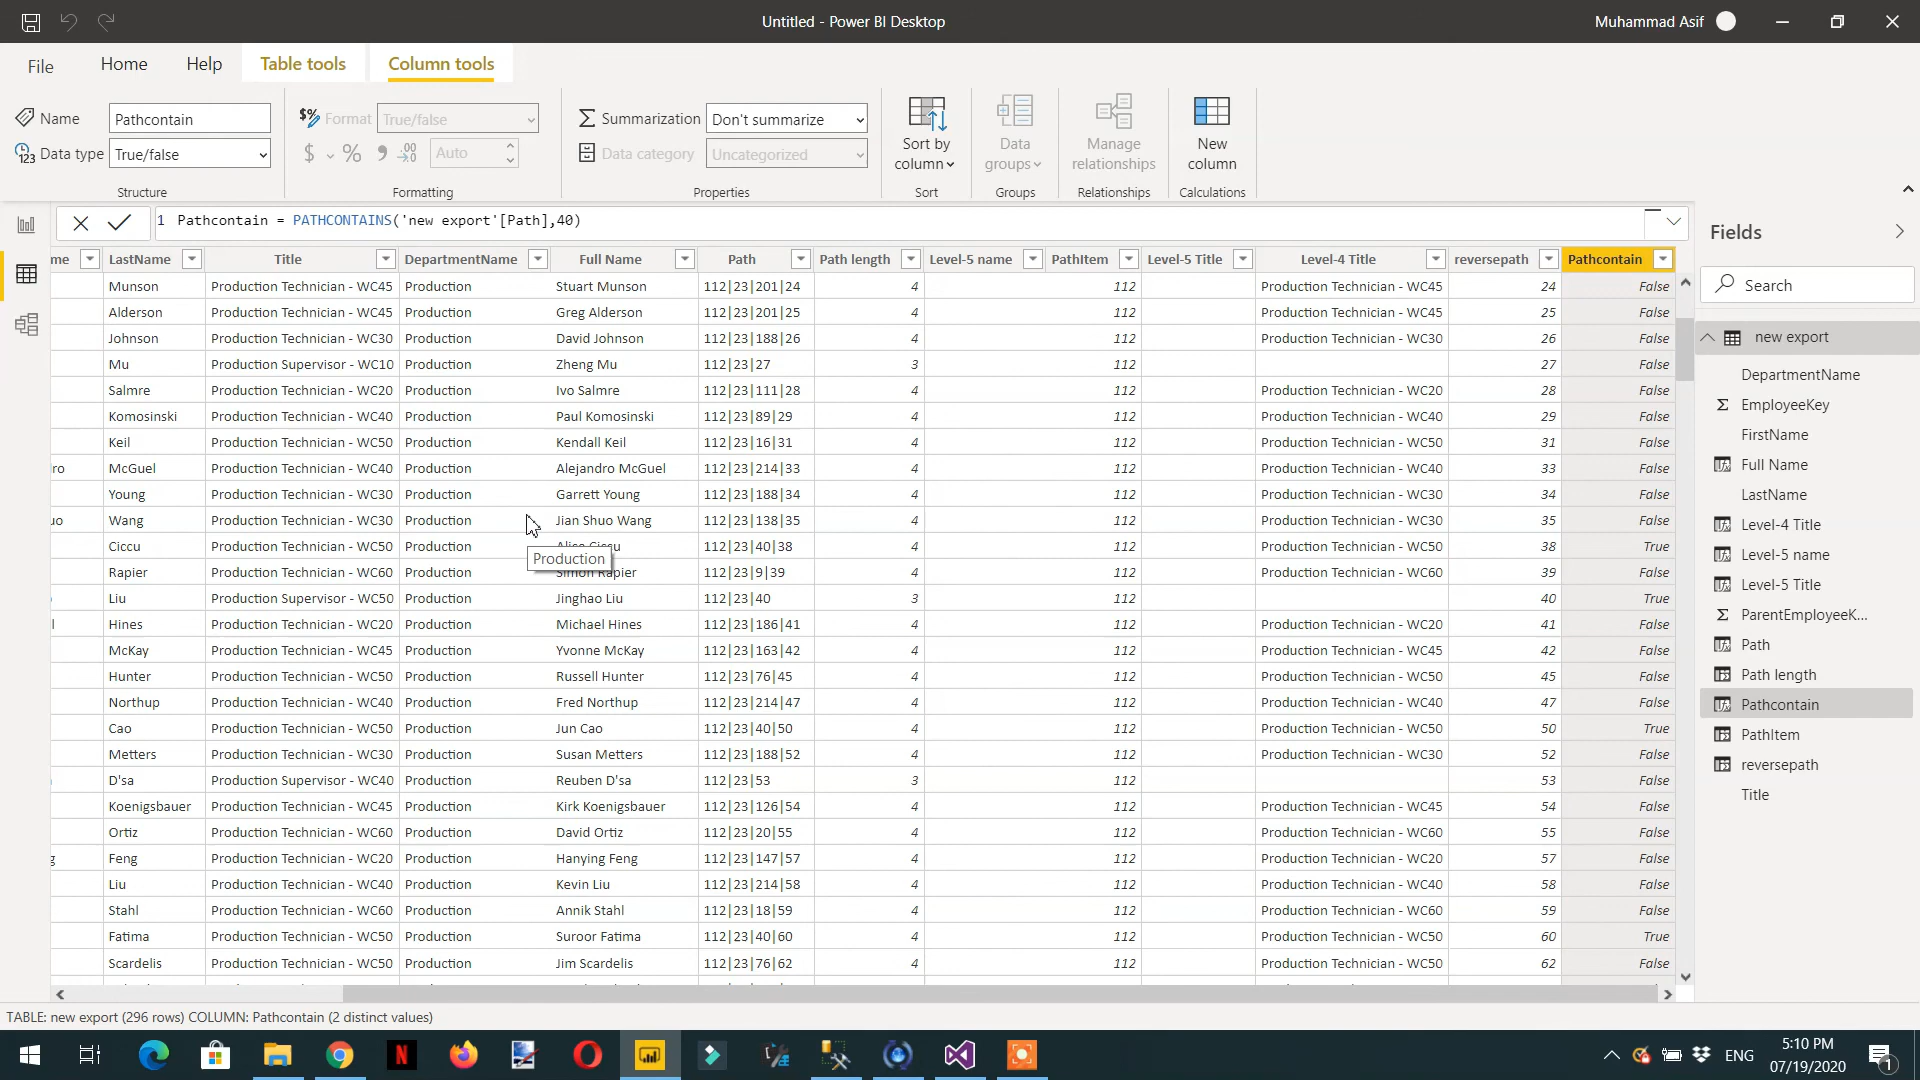 Untitled - Power BI Desktop
Muhammad Asif
File Home Help Table tools Column tools
Name Pathcontain
Data type True/false
Structure
Format True/false
$ % Auto
Formatting
Summarization Don't summarize
Data category Uncategorized
Properties
Sort by column
Sort
Data groups
Groups
Manage relationships
Relationships
New column
Calculations
1 Pathcontain = PATHCONTAINS('new export'[Path],40)
me LastName Title DepartmentName Full Name Path Path length Level-5 name PathItem Level-5 Title Level-4 Title reversepath Pathcontain
Munson Production Technician - WC45 Production Stuart Munson 112|23|201|24 4 112 Production Technician - WC45 24 False
Alderson Production Technician - WC45 Production Greg Alderson 112|23|201|25 4 112 Production Technician - WC45 25 False
Johnson Production Technician - WC30 Production David Johnson 112|23|188|26 4 112 Production Technician - WC30 26 False
Mu Production Supervisor - WC10 Production Zheng Mu 112|23|27 3 112 27 False
Salmre Production Technician - WC20 Production Ivo Salmre 112|23|111|28 4 112 Production Technician - WC20 28 False
Komosinski Production Technician - WC40 Production Paul Komosinski 112|23|89|29 4 112 Production Technician - WC40 29 False
Keil Production Technician - WC50 Production Kendall Keil 112|23|16|31 4 112 Production Technician - WC50 31 False
ro McGuel Production Technician - WC40 Production Alejandro McGuel 112|23|214|33 4 112 Production Technician - WC40 33 False
Young Production Technician - WC30 Production Garrett Young 112|23|188|34 4 112 Production Technician - WC30 34 False
uo Wang Production Technician - WC30 Production Jian Shuo Wang 112|23|138|35 4 112 Production Technician - WC30 35 False
Ciccu Production Technician - WC50 Production Alice Ciccu 112|23|40|38 4 112 Production Technician - WC50 38 True
Production
Rapier Production Technician - WC60 Production Simon Rapier 112|23|9|39 4 112 Production Technician - WC60 39 False
Liu Production Supervisor - WC50 Production Jinghao Liu 112|23|40 3 112 40 True
l Hines Production Technician - WC20 Production Michael Hines 112|23|186|41 4 112 Production Technician - WC20 41 False
McKay Production Technician - WC45 Production Yvonne McKay 112|23|163|42 4 112 Production Technician - WC45 42 False
Hunter Production Technician - WC50 Production Russell Hunter 112|23|76|45 4 112 Production Technician - WC50 45 False
Northup Production Technician - WC40 Production Fred Northup 112|23|214|47 4 112 Production Technician - WC40 47 False
Cao Production Technician - WC50 Production Jun Cao 112|23|40|50 4 112 Production Technician - WC50 50 True
Metters Production Technician - WC30 Production Susan Metters 112|23|188|52 4 112 Production Technician - WC30 52 False
D'sa Production Supervisor - WC40 Production Reuben D'sa 112|23|53 3 112 53 False
Koenigsbauer Production Technician - WC45 Production Kirk Koenigsbauer 112|23|126|54 4 112 Production Technician - WC45 54 False
Ortiz Production Technician - WC60 Production David Ortiz 112|23|20|55 4 112 Production Technician - WC60 55 False
g Feng Production Technician - WC20 Production Hanying Feng 112|23|147|57 4 112 Production Technician - WC20 57 False
Liu Production Technician - WC40 Production Kevin Liu 112|23|214|58 4 112 Production Technician - WC40 58 False
Stahl Production Technician - WC60 Production Annik Stahl 112|23|18|59 4 112 Production Technician - WC60 59 False
Fatima Production Technician - WC50 Production Suroor Fatima 112|23|40|60 4 112 Production Technician - WC50 60 True
Scardelis Production Technician - WC50 Production Jim Scardelis 112|23|76|62 4 112 Production Technician - WC50 62 False
Fields
Search
new export
DepartmentName
EmployeeKey
FirstName
Full Name
LastName
Level-4 Title
Level-5 name
Level-5 Title
ParentEmployeeK...
Path
Path length
Pathcontain
PathItem
reversepath
Title
TABLE: new export (296 rows) COLUMN: Pathcontain (2 distinct values)
ENG
5:10 PM
07/19/2020
1